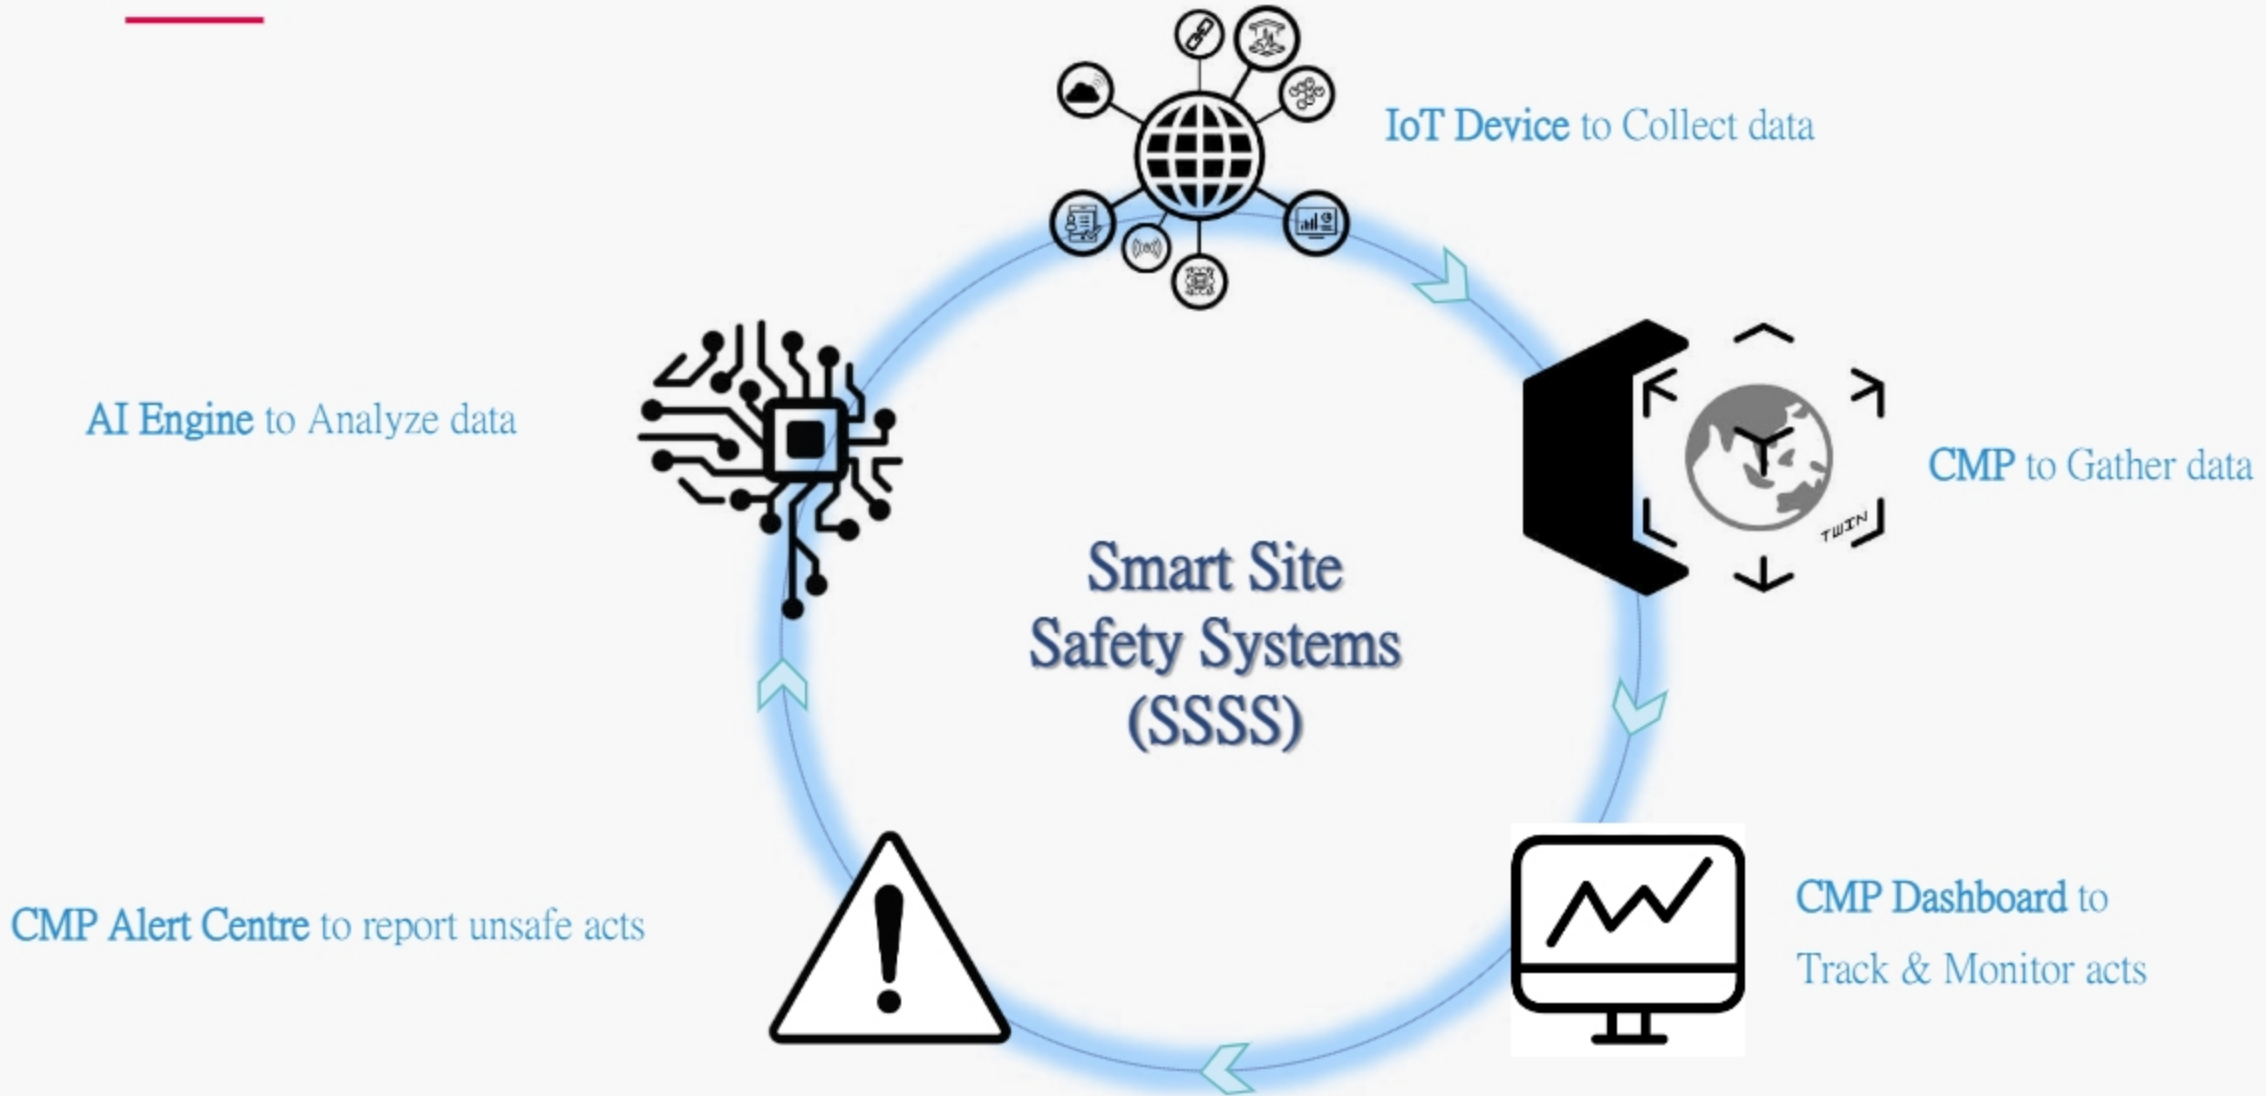 IoT Device to Collect data
AI Engine to Analyze data
CMP to Gather data
TWIN
Smart Site
Safety Systems
(SSSS)
CMP Alert Centre to report unsafe acts
CMP Dashboard to
Track & Monitor acts